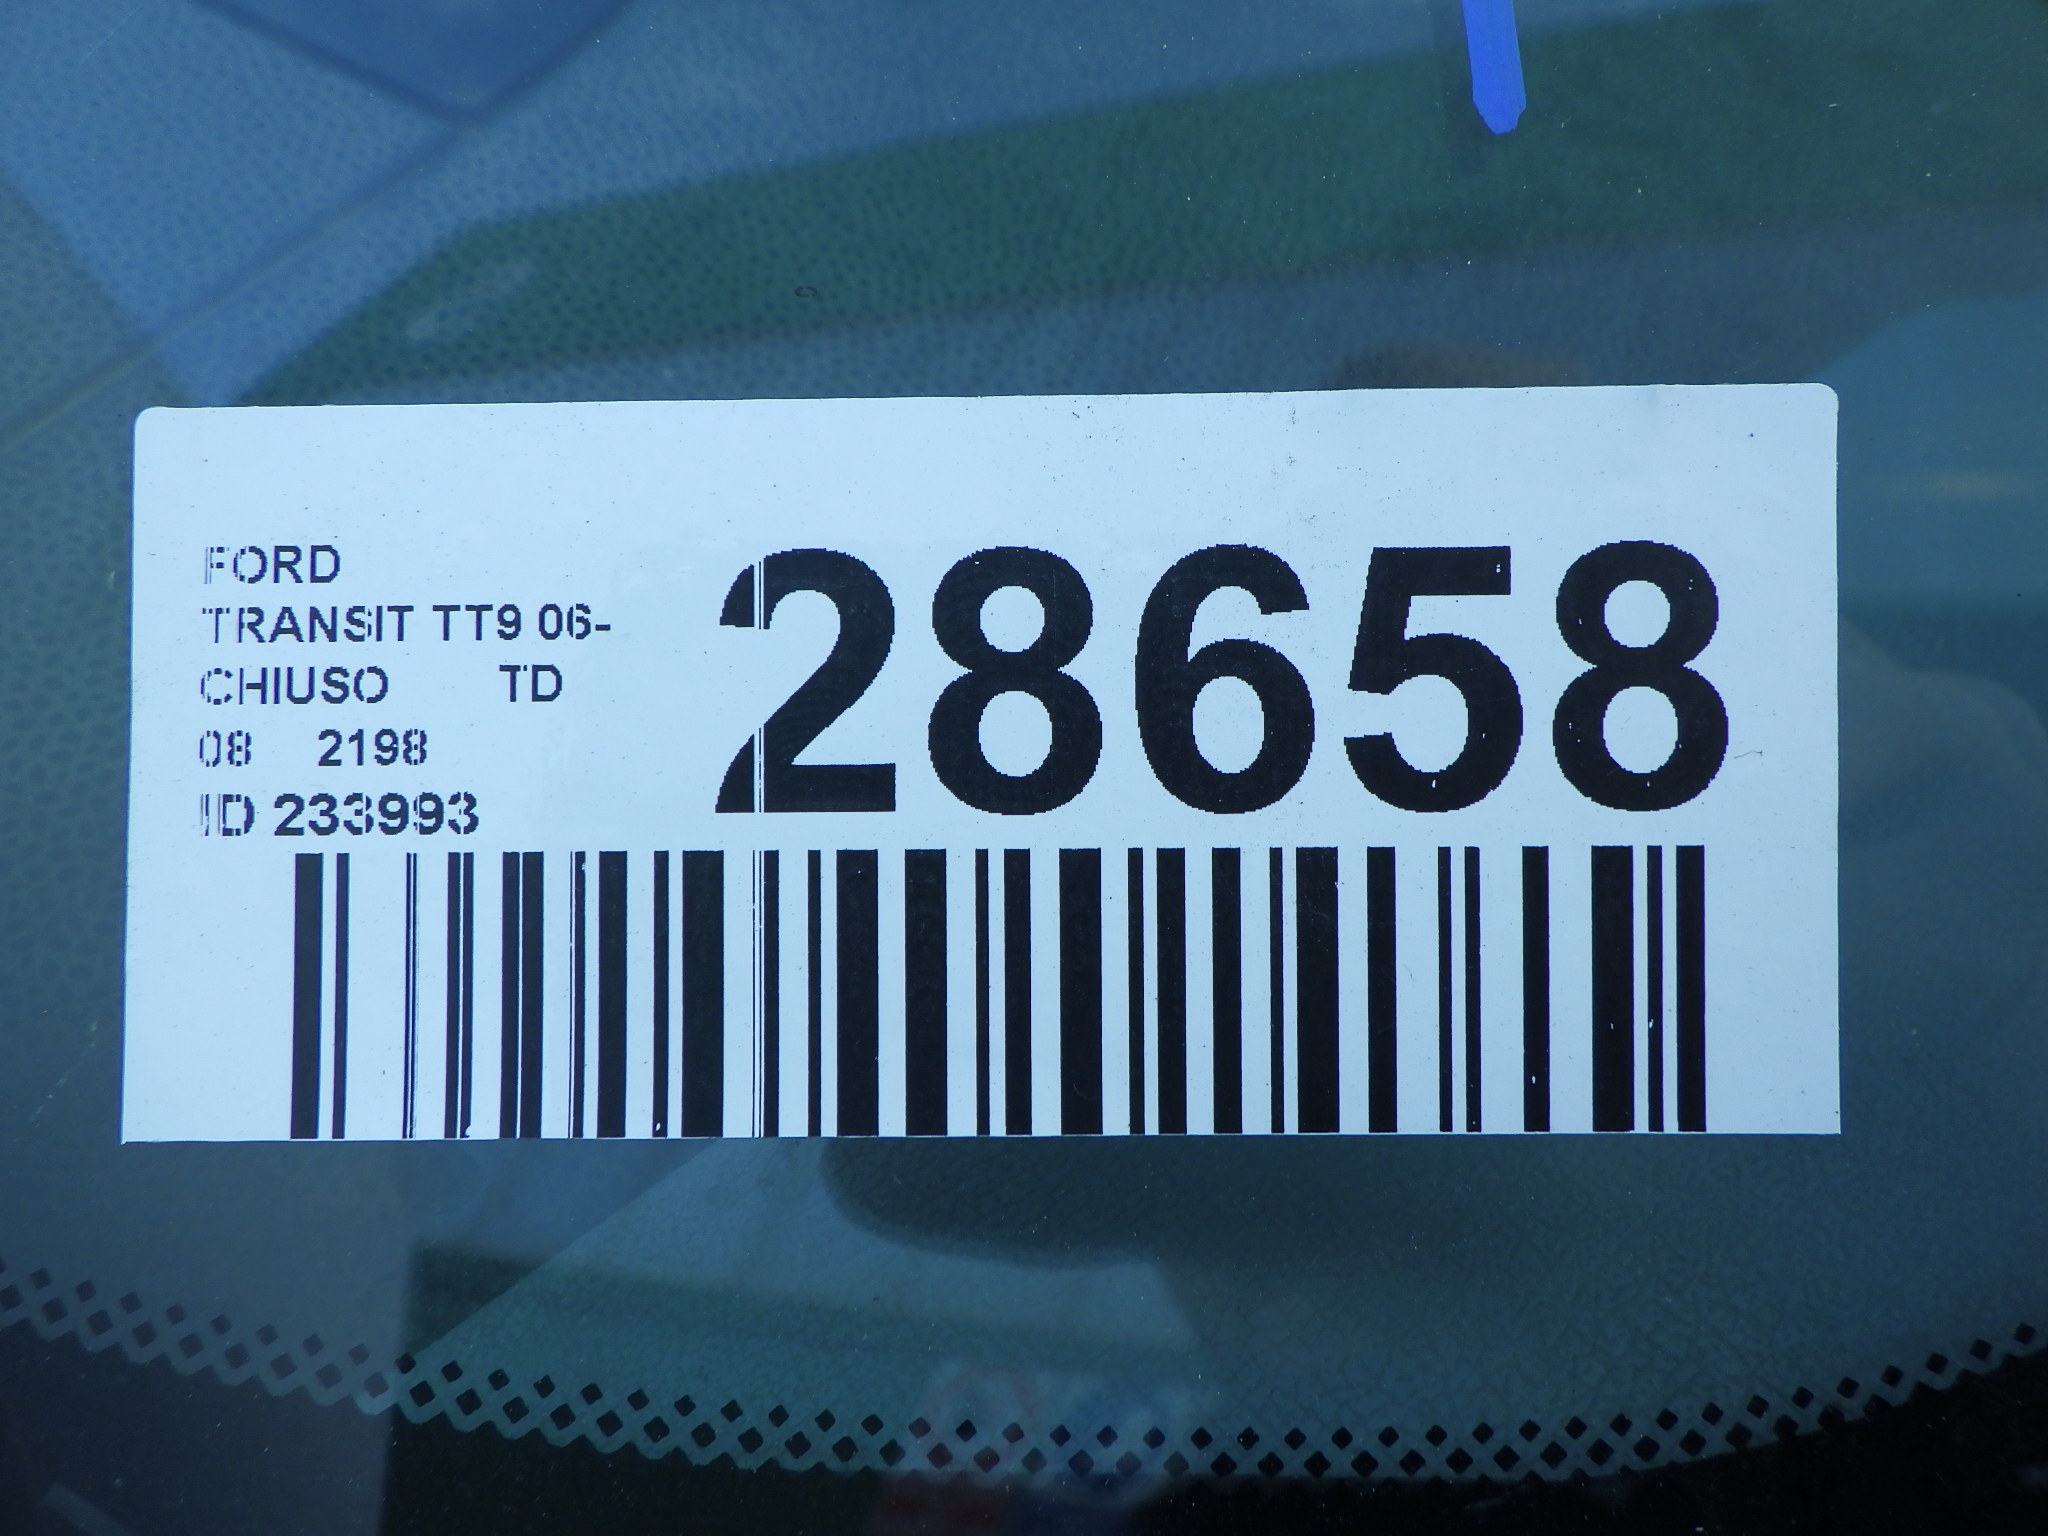 FORD
TRANSIT TT9 06-
CHIUSO TD
08 2198
ID 233993
28658